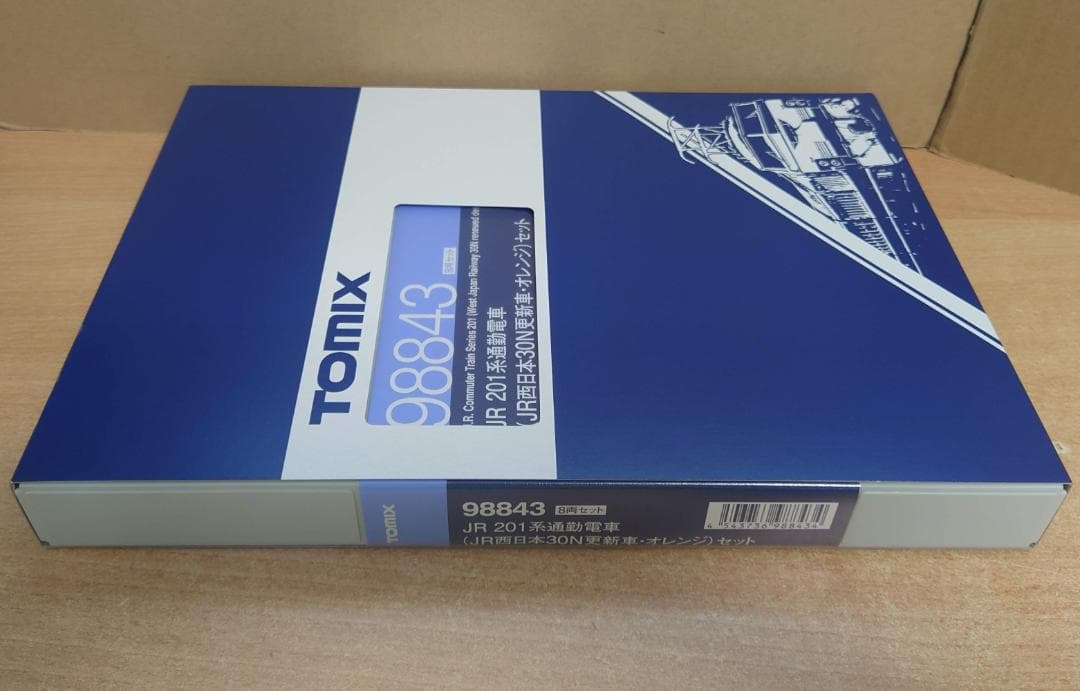 TOMIX
98843 8両セット
J.R. Commuter Train Series 201 (West Japan Railway 30N renewed
JR 201系通勤電車
(JR西日本30N更新車・オレンジ)セット
TOMIX
98843 8両セット
JR 201系通勤電車
(JR西日本30N更新車・オレンジ)セット
4 543736 988434